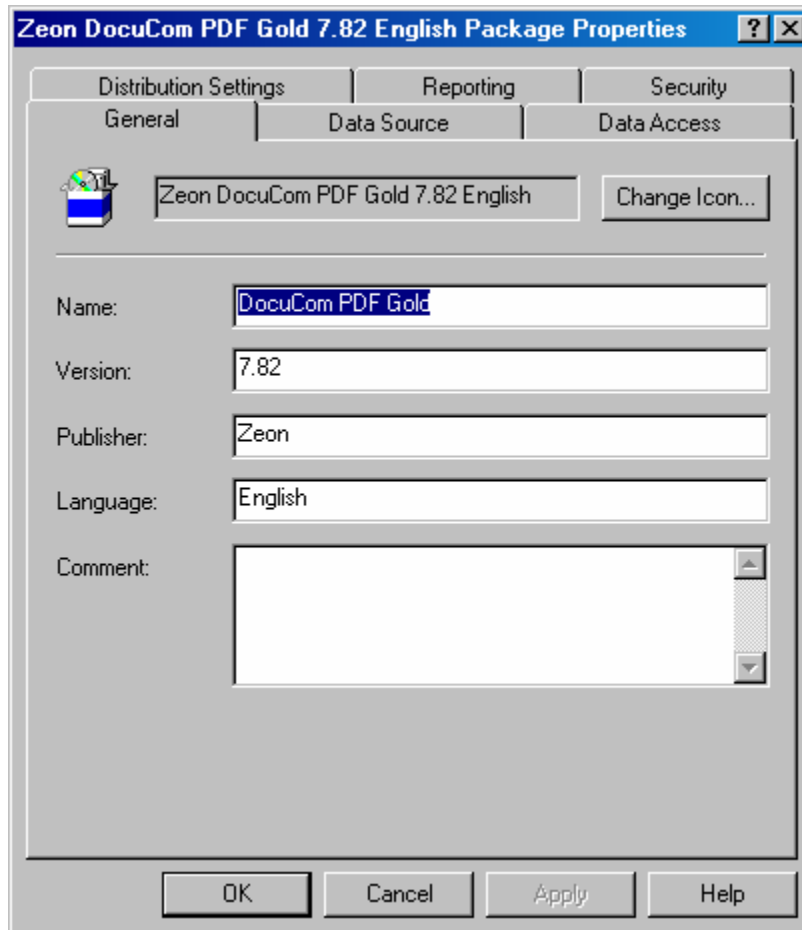 Zeon DocuCom PDF Gold 7.82 English Package Properties
Distribution Settings Reporting Security
General Data Source Data Access
Zeon DocuCom PDF Gold 7.82 English Change Icon...
Name: DocuCom PDF Gold
Version: 7.82
Publisher: Zeon
Language: English
Comment:
OK Cancel Apply Help